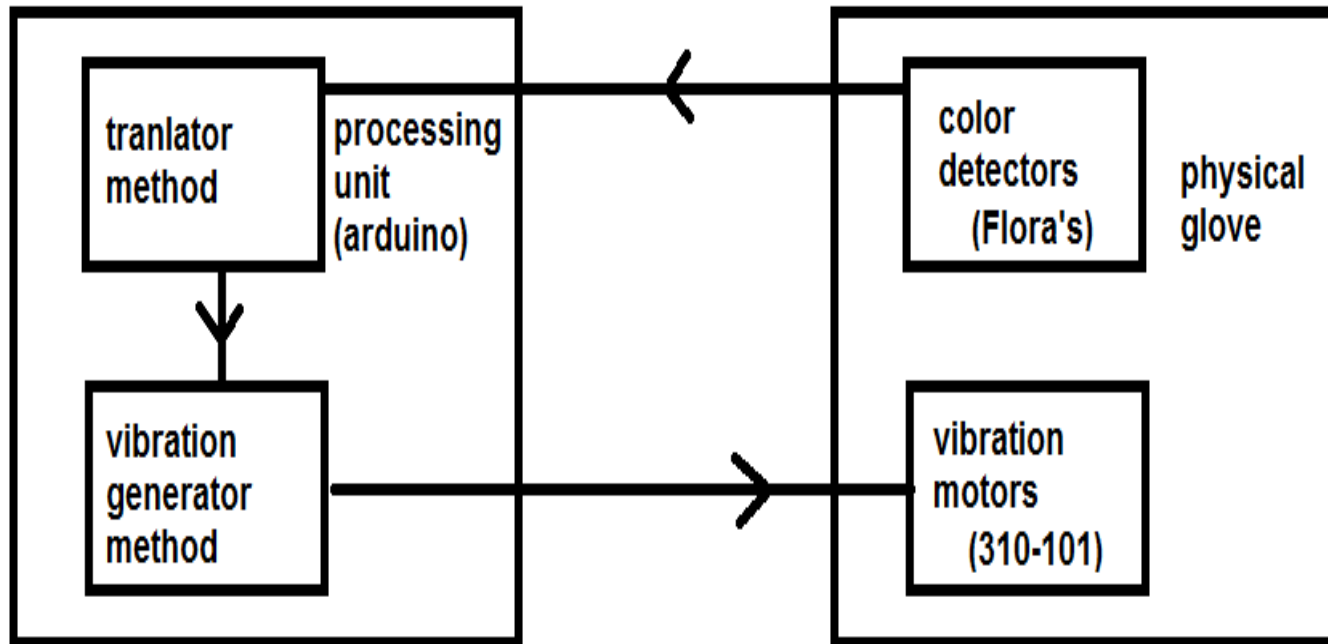 tranlator
method
processing
unit
(arduino)
color
detectors
(Flora's)
physical
glove
vibration
generator
method
vibration
motors
(310-101)